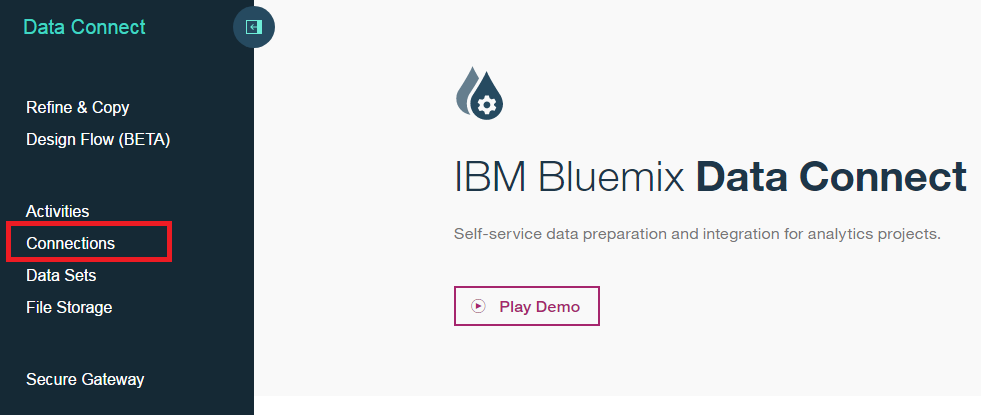 Data Connect
Refine & Copy
Design Flow (BETA)
Activities
Connections
Data Sets
File Storage
Secure Gateway
IBM Bluemix Data Connect
Self-service data preparation and integration for analytics projects.
Play Demo